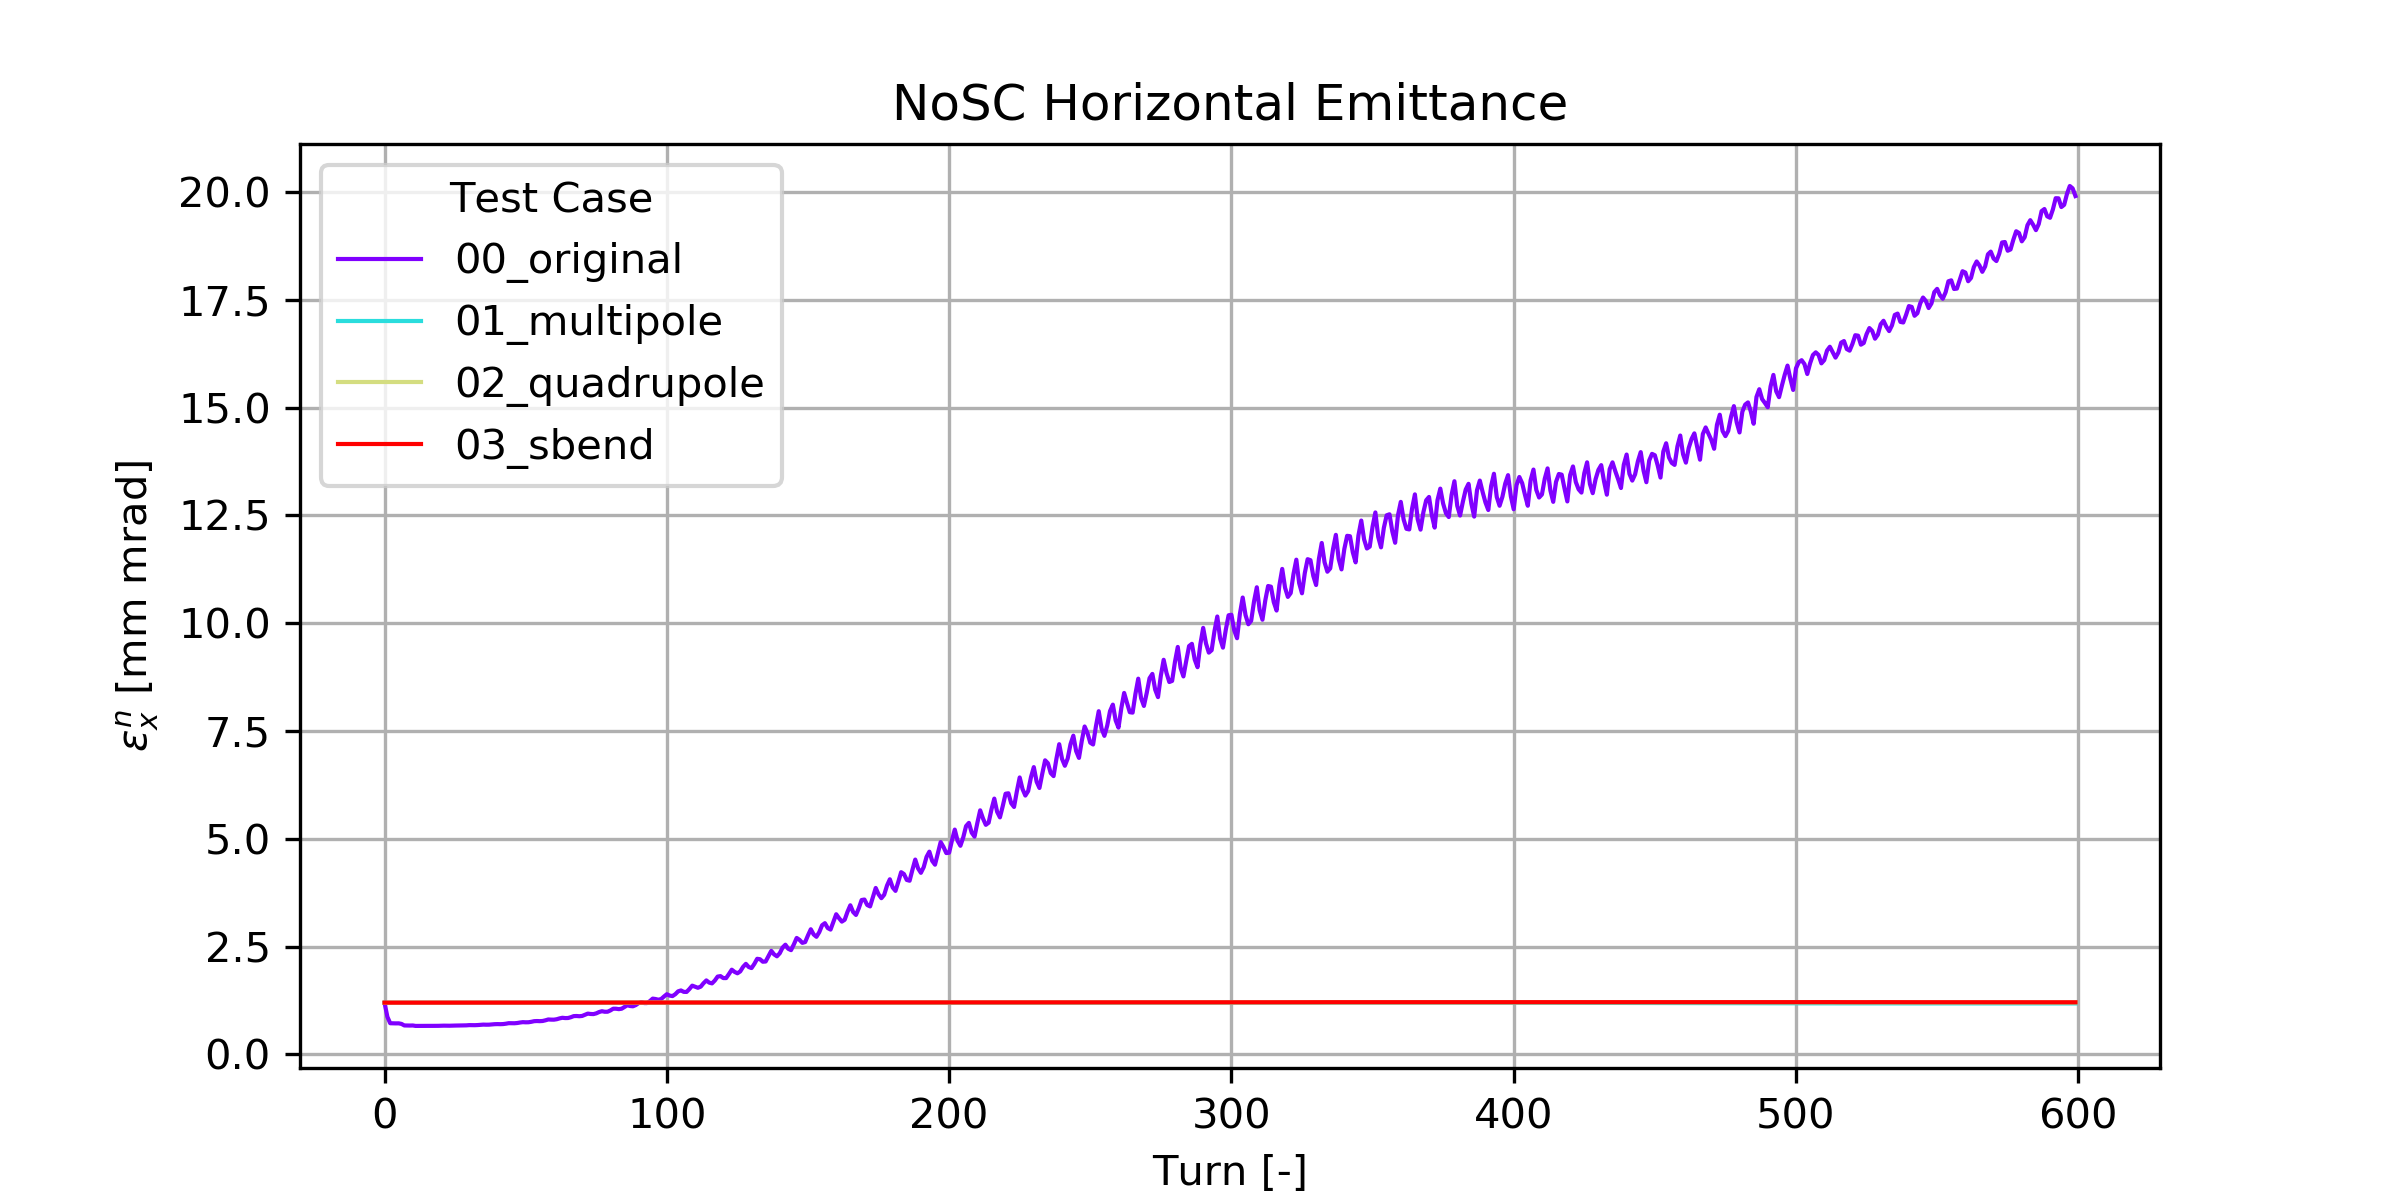 NoSC Horizontal Emittance
Test Case
00_original
01_multipole
02_quadrupole
03_sbend
20.0
17.5
15.0
12.5
10.0
7.5
5.0
2.5
0.0
εₓⁿ [mm mrad]
0 100 200 300 400 500 600
Turn [-]